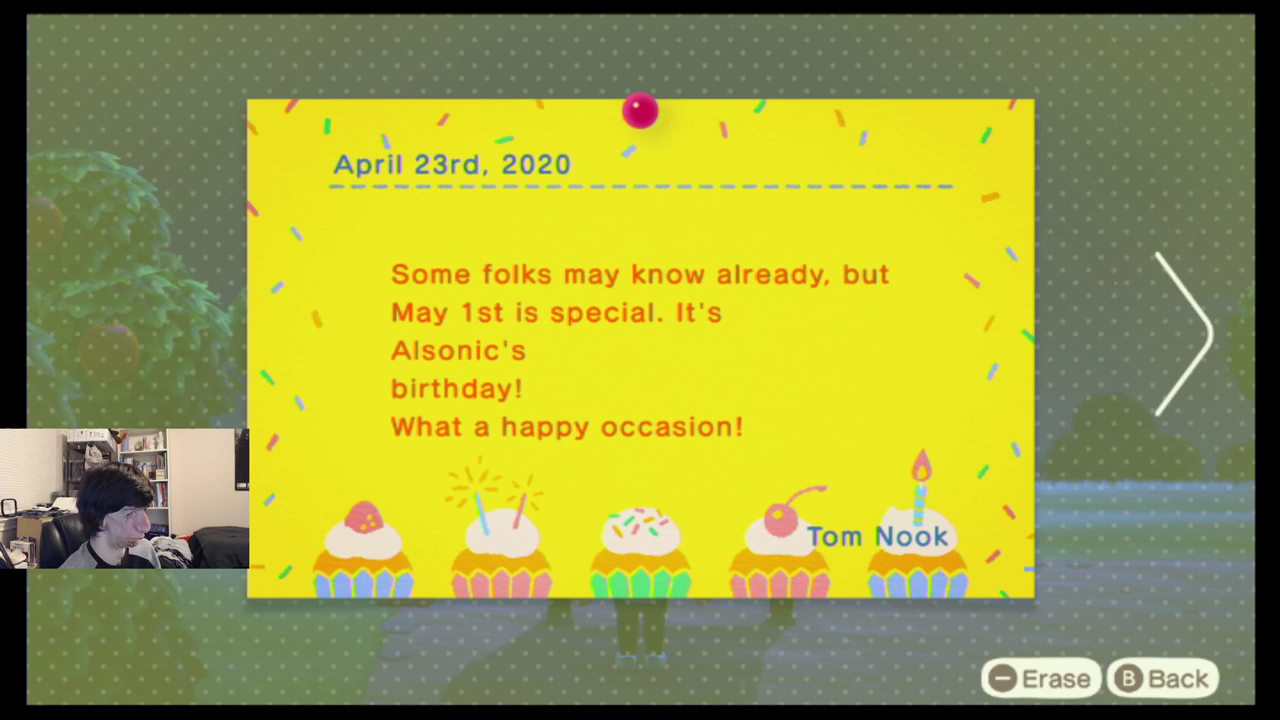 April 23rd, 2020
Some folks may know already, but
May 1st is special. It's
Alsonic's
birthday!
What a happy occasion!
Tom Nook
− Erase B Back